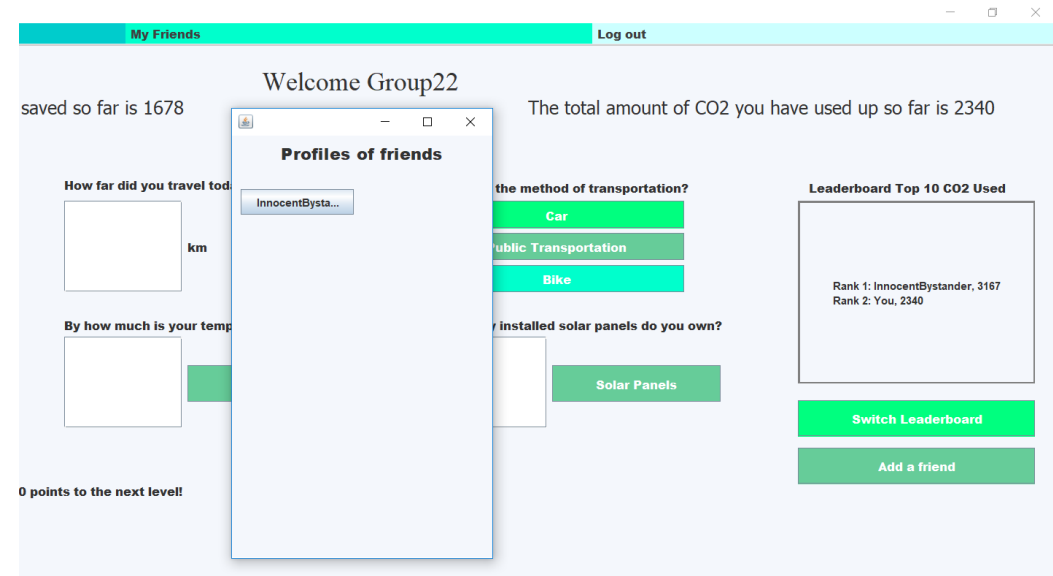 My Friends
Log out
Welcome Group22
saved so far is 1678
The total amount of CO2 you have used up so far is 2340
Profiles of friends
InnocentBysta...
How far did you travel
the method of transportation?
Leaderboard Top 10 CO2 Used
km
Car
Public Transportation
Bike
Rank 1: InnocentBystander, 3167
Rank 2: You, 2340
By how much is your
installed solar panels do you own?
Solar Panels
Switch Leaderboard
Add a friend
0 points to the next level!